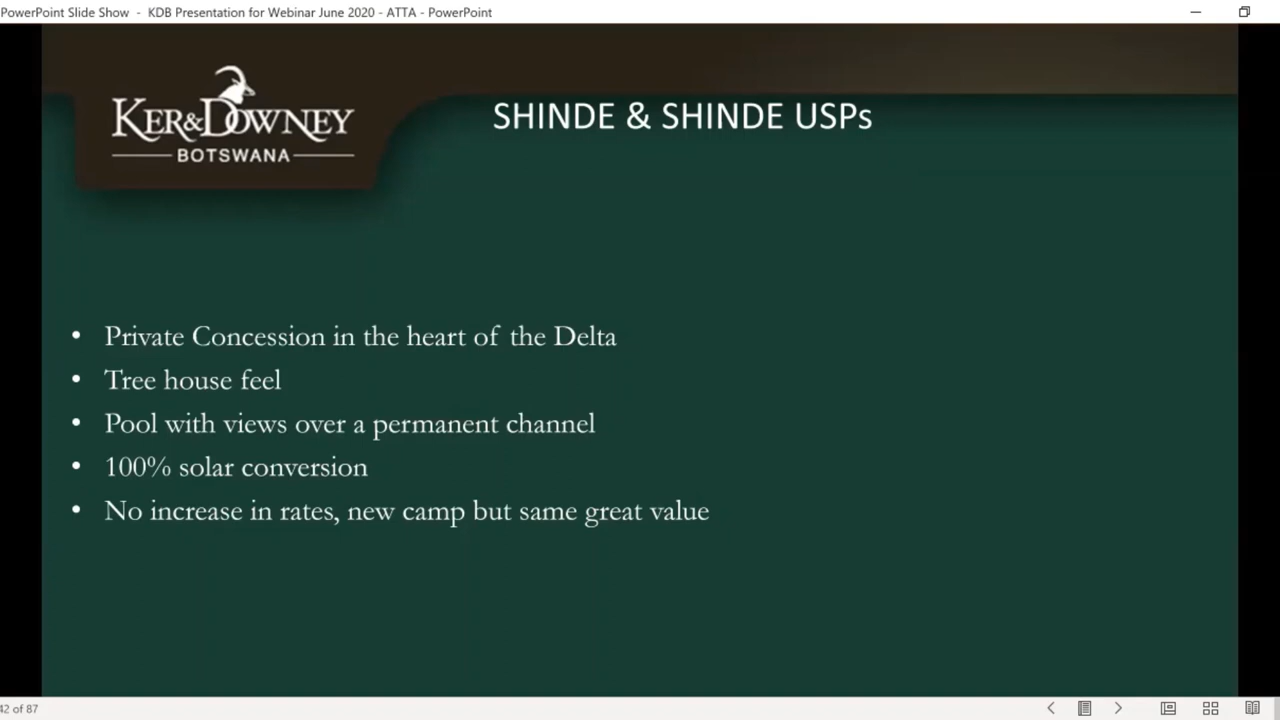 PowerPoint Slide Show - KDB Presentation for Webinar June 2020 - ATTA - PowerPoint
KER&DOWNEY
BOTSWANA
SHINDE & SHINDE USPs
• Private Concession in the heart of the Delta
• Tree house feel
• Pool with views over a permanent channel
• 100% solar conversion
• No increase in rates, new camp but same great value
42 of 87